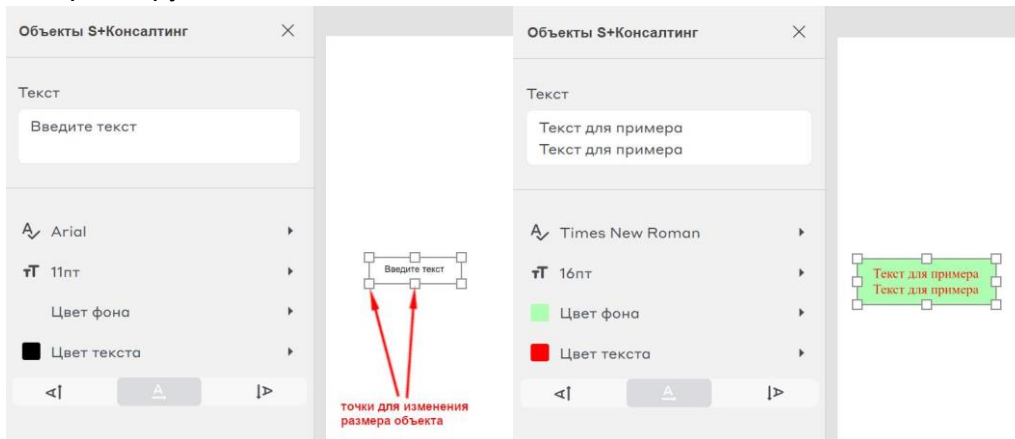 Объекты S+Консалтинг
Текст
Введите текст
Arial
11пт
Цвет фона
Цвет текста
Введите текст
точки для изменения
размера объекта
Объекты S+Консалтинг
Текст
Текст для примера
Текст для примера
Times New Roman
16пт
Цвет фона
Цвет текста
Текст для примера
Текст для примера